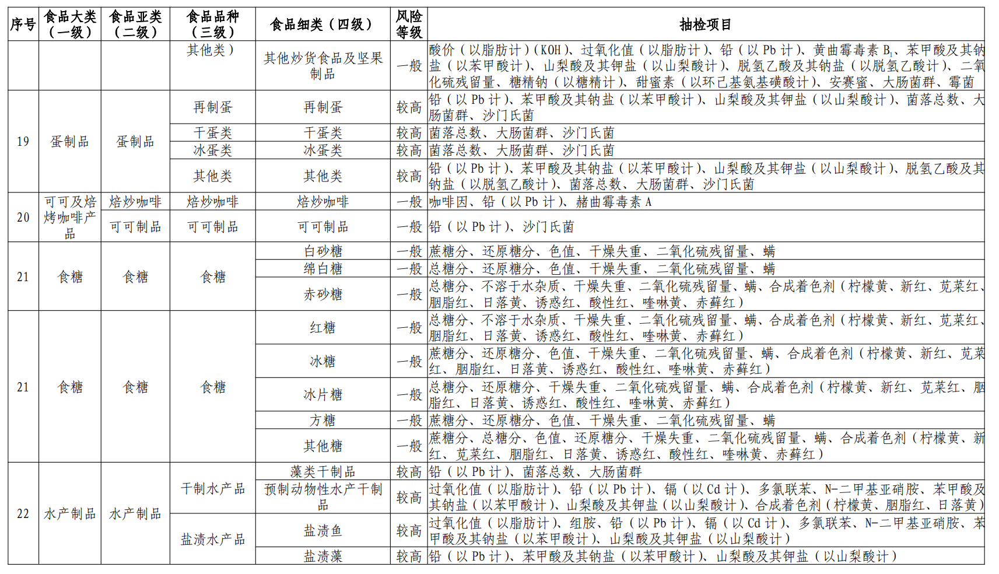 序号 食品大类（一级） 食品亚类（二级） 食品品种（三级） 食品细类（四级） 风险等级 抽检项目
其他类） 其他炒货食品及坚果制品 一般 酸价（以脂肪计）(KOH)、过氧化值（以脂肪计）、铅（以 Pb 计）、黄曲霉毒素 B1、苯甲酸及其钠
盐（以苯甲酸计）、山梨酸及其钾盐（以山梨酸计）、脱氢乙酸及其钠盐（以脱氢乙酸计）、二氧
化硫残留量、糖精钠（以糖精计）、甜蜜素（以环己基氨基磺酸计）、安赛蜜、大肠菌群、霉菌
19 蛋制品 蛋制品 再制蛋 再制蛋 较高 铅（以 Pb 计）、苯甲酸及其钠盐（以苯甲酸计）、山梨酸及其钾盐（以山梨酸计）、菌落总数、大
肠菌群、沙门氏菌
干蛋类 干蛋类 较高 菌落总数、大肠菌群、沙门氏菌
冰蛋类 冰蛋类 较高 菌落总数、大肠菌群、沙门氏菌
其他类 其他类 较高 铅（以 Pb 计）、苯甲酸及其钠盐（以苯甲酸计）、山梨酸及其钾盐（以山梨酸计）、脱氢乙酸及其
钠盐（以脱氢乙酸计）、菌落总数、大肠菌群、沙门氏菌
20 可可及焙烤咖啡产品 焙炒咖啡 焙炒咖啡 焙炒咖啡 一般 咖啡因、铅（以 Pb 计）、赭曲霉毒素 A
可可制品 可可制品 可可制品 一般 铅（以 Pb 计）、沙门氏菌
21 食糖 食糖 食糖 白砂糖 一般 蔗糖分、还原糖分、色值、干燥失重、二氧化硫残留量、螨
绵白糖 一般 总糖分、还原糖分、色值、干燥失重、二氧化硫残留量、螨
赤砂糖 一般 总糖分、不溶于水杂质、干燥失重、二氧化硫残留量、螨、合成着色剂（柠檬黄、新红、苋菜红、
胭脂红、日落黄、诱惑红、酸性红、喹啉黄、赤藓红）
21 食糖 食糖 食糖 红糖 一般 总糖分、不溶于水杂质、干燥失重、二氧化硫残留量、螨、合成着色剂（柠檬黄、新红、苋菜红、
胭脂红、日落黄、诱惑红、酸性红、喹啉黄、赤藓红）
冰糖 一般 蔗糖分、还原糖分、色值、干燥失重、二氧化硫残留量、螨、合成着色剂（柠檬黄、新红、苋菜
红、胭脂红、日落黄、诱惑红、酸性红、喹啉黄、赤藓红）
冰片糖 一般 总糖分、还原糖分、干燥失重、二氧化硫残留量、螨、合成着色剂（柠檬黄、新红、苋菜红、胭
脂红、日落黄、诱惑红、酸性红、喹啉黄、赤藓红）
方糖 一般 蔗糖分、还原糖分、色值、干燥失重、二氧化硫残留量、螨
其他糖 一般 蔗糖分、总糖分、色值、还原糖分、干燥失重、二氧化硫残留量、螨、合成着色剂（柠檬黄、新
红、苋菜红、胭脂红、日落黄、诱惑红、酸性红、喹啉黄、赤藓红）
22 水产制品 水产制品 干制水产品 藻类干制品 较高 铅（以 Pb 计）、菌落总数、大肠菌群
预制动物性水产干制品 较高 过氧化值（以脂肪计）、铅（以 Pb 计）、镉（以 Cd 计）、多氯联苯、N-二甲基亚硝胺、苯甲酸及
其钠盐（以苯甲酸计）、山梨酸及其钾盐（以山梨酸计）、合成着色剂（柠檬黄、胭脂红、日落黄）
盐渍水产品 盐渍鱼 较高 过氧化值（以脂肪计）、组胺、铅（以 Pb 计）、镉（以 Cd 计）、多氯联苯、N-二甲基亚硝胺、苯
甲酸及其钠盐（以苯甲酸计）、山梨酸及其钾盐（以山梨酸计）
盐渍藻 较高 铅（以 Pb 计）、苯甲酸及其钠盐（以苯甲酸计）、山梨酸及其钾盐（以山梨酸计）